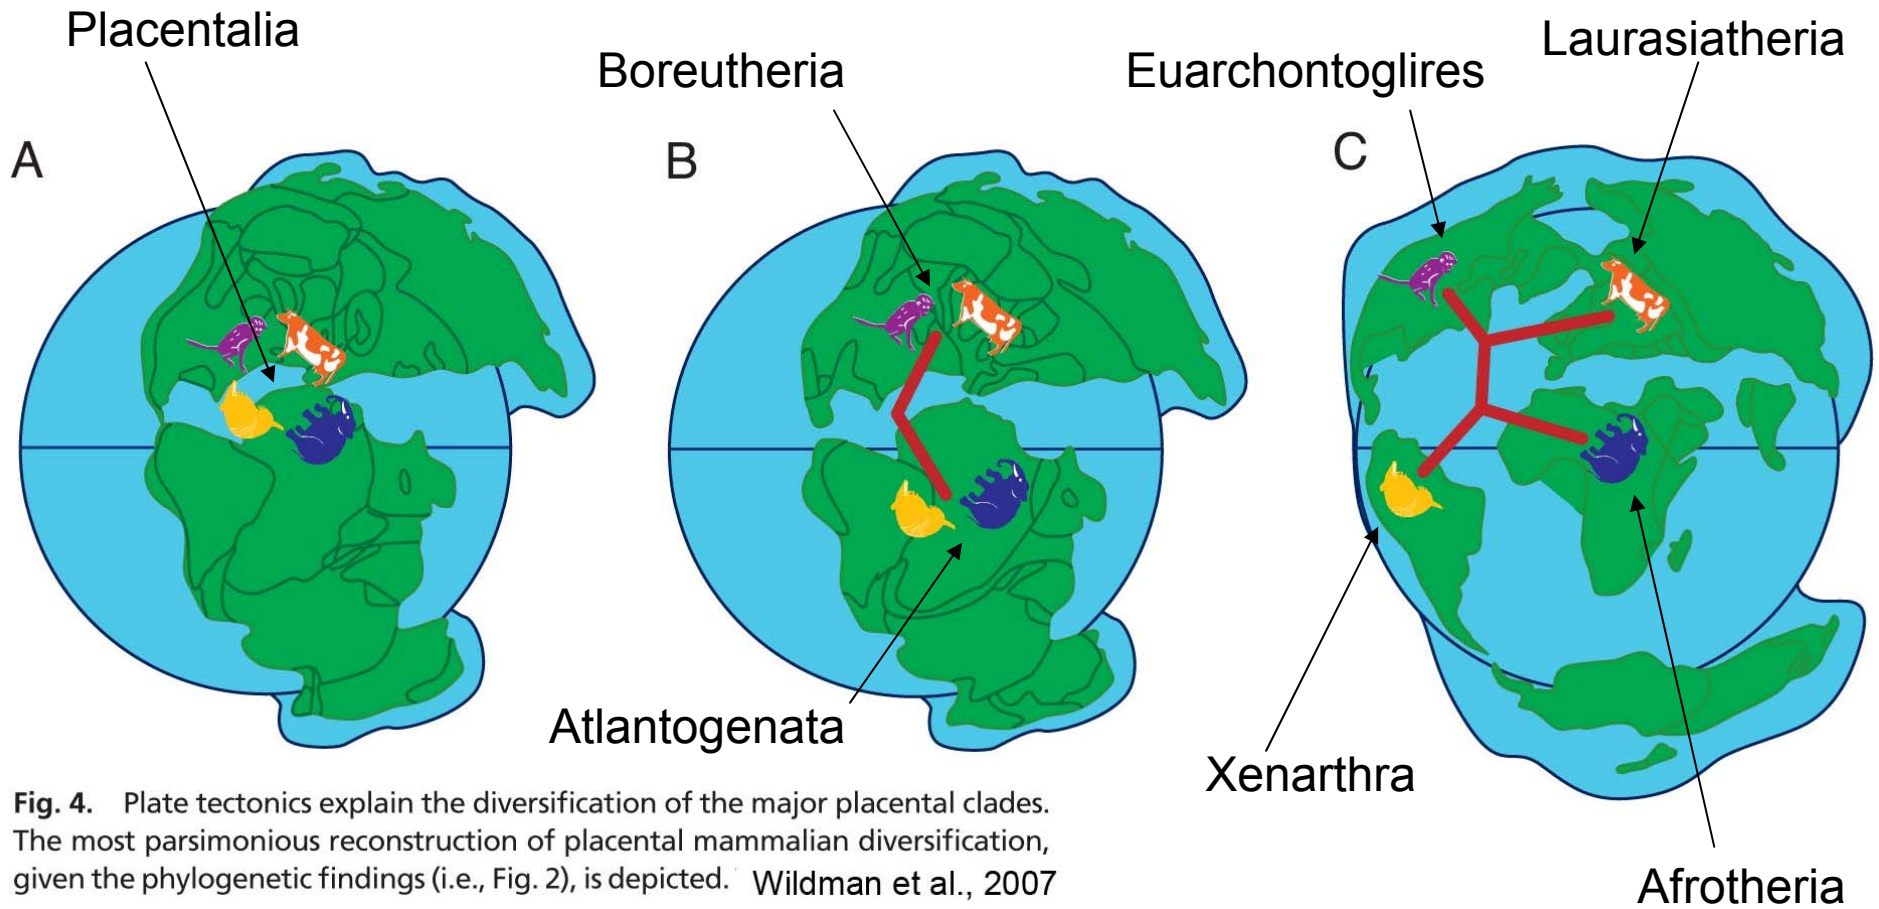 Placentalia
Boreutheria
Euarchontoglires
Laurasiatheria
A
B
C
Atlantogenata
Xenarthra
Afrotheria
Fig. 4. Plate tectonics explain the diversification of the major placental clades.
The most parsimonious reconstruction of placental mammalian diversification,
given the phylogenetic findings (i.e., Fig. 2), is depicted. Wildman et al., 2007